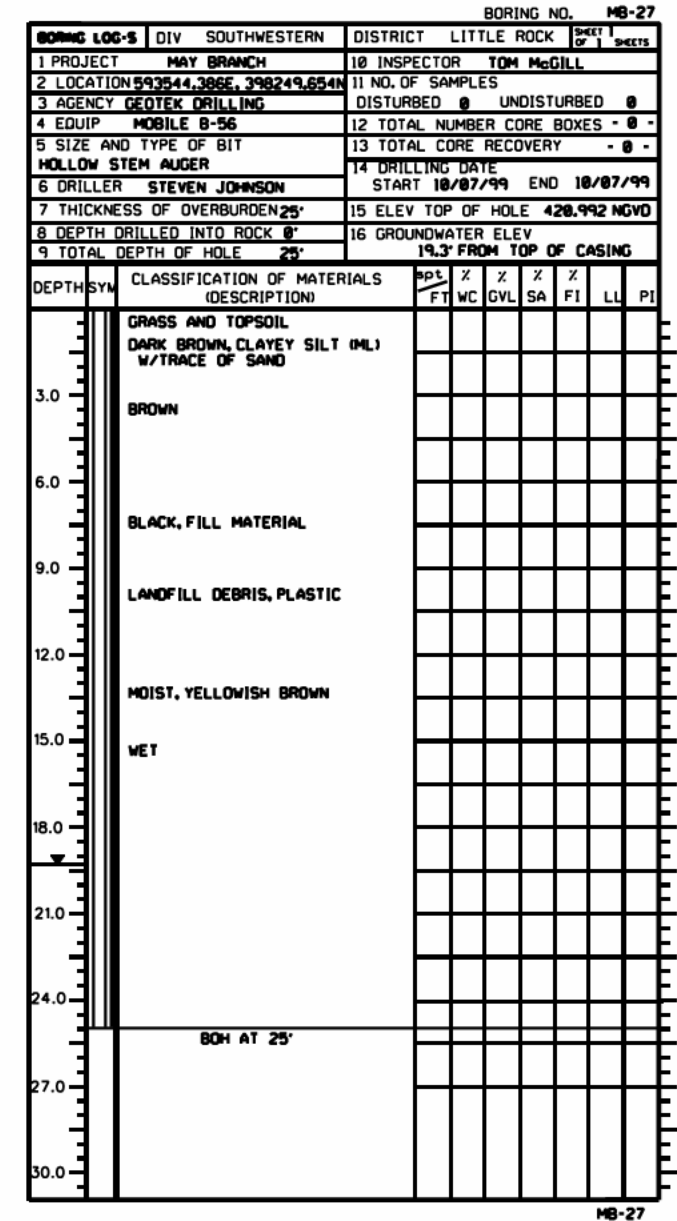 BORING NO. MB-27
BORING LOG-S DIV SOUTHWESTERN DISTRICT LITTLE ROCK SHEET 1 OF 1 SHEETS
1 PROJECT MAY BRANCH
10 INSPECTOR TOM McGILL
2 LOCATION 593544.386E, 398249.654N
11 NO. OF SAMPLES
3 AGENCY GEOTEK DRILLING
DISTURBED 0 UNDISTURBED 0
4 EQUIP MOBILE B-56
12 TOTAL NUMBER CORE BOXES - 0 -
5 SIZE AND TYPE OF BIT
13 TOTAL CORE RECOVERY - 0 -
HOLLOW STEM AUGER
14 DRILLING DATE
6 DRILLER STEVEN JOHNSON
START 10/07/99 END 10/07/99
7 THICKNESS OF OVERBURDEN 25'
15 ELEV TOP OF HOLE 420.992 NGVD
8 DEPTH DRILLED INTO ROCK 0'
16 GROUNDWATER ELEV
9 TOTAL DEPTH OF HOLE 25'
19.3' FROM TOP OF CASING
DEPTH SYM CLASSIFICATION OF MATERIALS (DESCRIPTION) spt/FT % WC % GVL % SA % FI LL PI
GRASS AND TOPSOIL
DARK BROWN, CLAYEY SILT (ML)
W/TRACE OF SAND
3.0
BROWN
6.0
BLACK, FILL MATERIAL
9.0
LANDFILL DEBRIS, PLASTIC
12.0
MOIST, YELLOWISH BROWN
15.0
WET
18.0
21.0
24.0
BOH AT 25'
27.0
30.0
MB-27